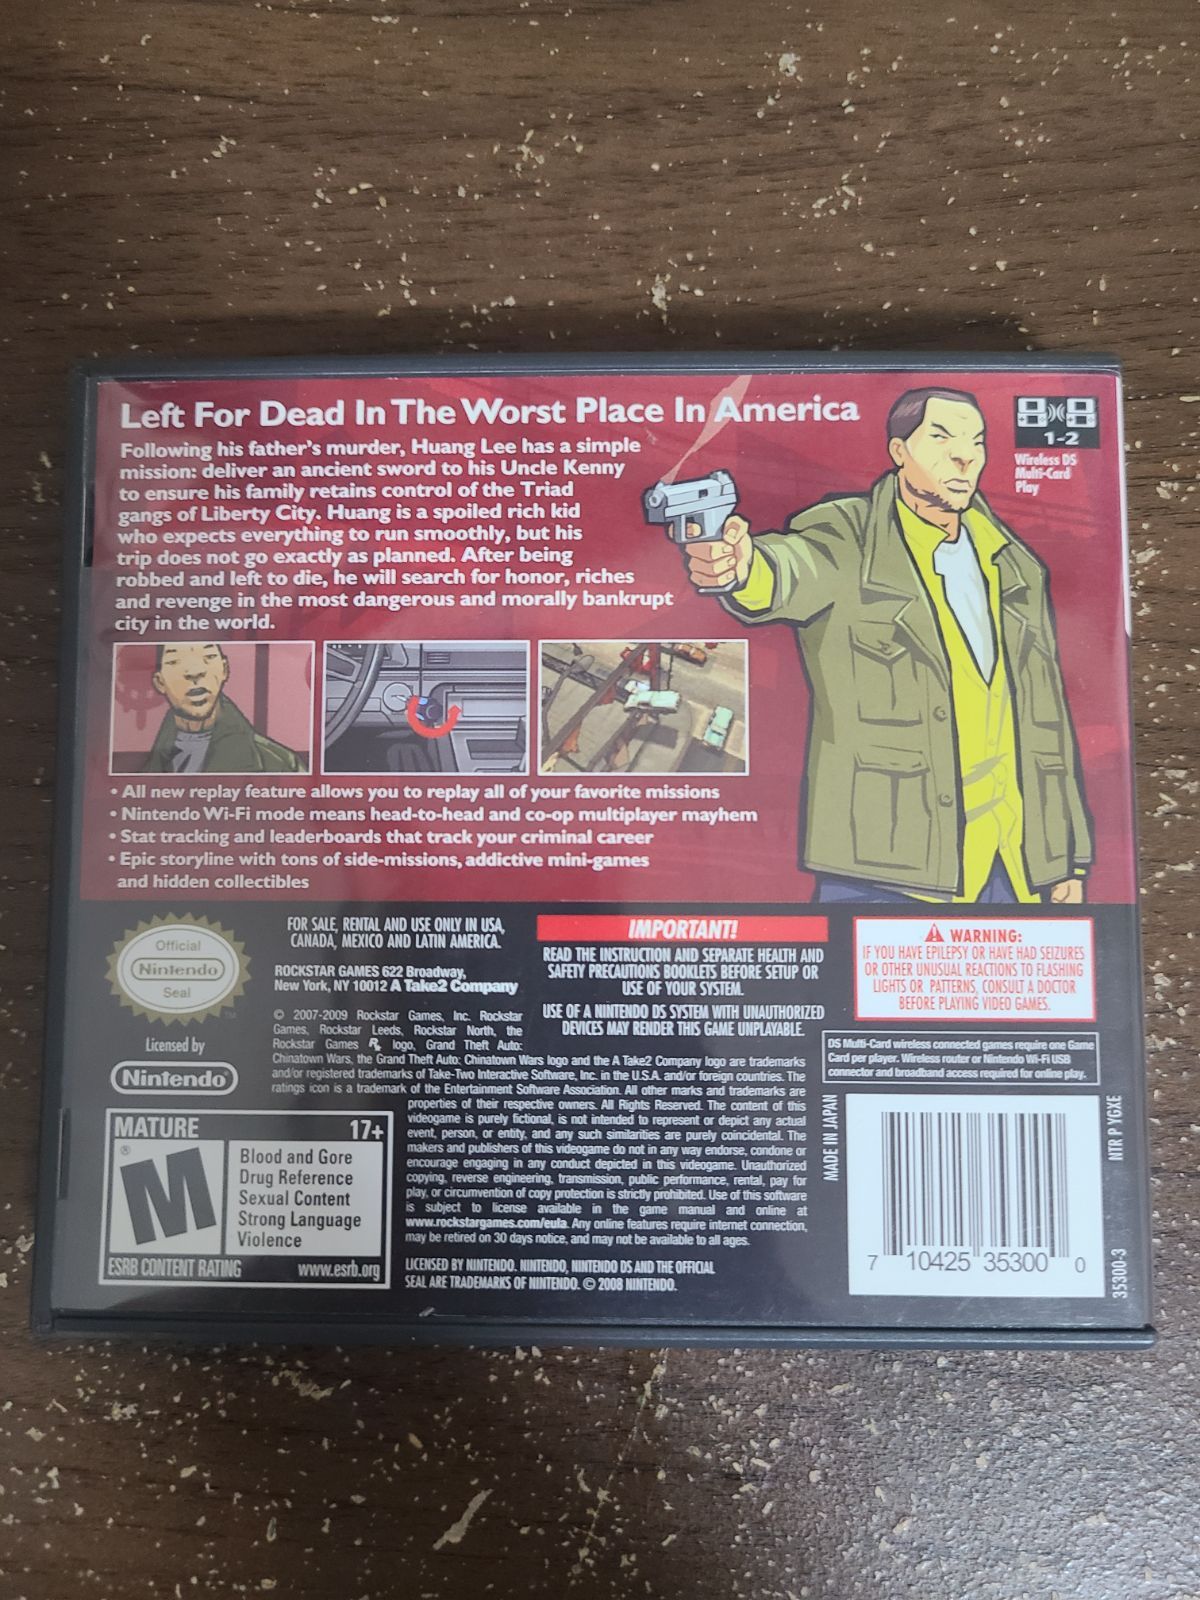 Left For Dead In The Worst Place In America
Following his father's murder, Huang Lee has a simple
mission: deliver an ancient sword to his Uncle Kenny
to ensure his family retains control of the Triad
gangs of Liberty City. Huang is a spoiled rich kid
who expects everything to run smoothly, but his
trip does not go exactly as planned. After being
robbed and left to die, he will search for honor, riches
and revenge in the most dangerous and morally bankrupt
city in the world.
1-2
Wireless DS
Multi-Card
Play
• All new replay feature allows you to replay all of your favorite missions
• Nintendo Wi-Fi mode means head-to-head and co-op multiplayer mayhem
• Stat tracking and leaderboards that track your criminal career
• Epic storyline with tons of side-missions, addictive mini-games
and hidden collectibles
Official
Nintendo
Seal
TM
Licensed by
Nintendo
FOR SALE, RENTAL AND USE ONLY IN USA,
CANADA, MEXICO AND LATIN AMERICA.
ROCKSTAR GAMES 622 Broadway,
New York, NY 10012 A Take2 Company
IMPORTANT!
READ THE INSTRUCTION AND SEPARATE HEALTH AND
SAFETY PRECAUTIONS BOOKLETS BEFORE SETUP OR
USE OF YOUR SYSTEM.
USE OF A NINTENDO DS SYSTEM WITH UNAUTHORIZED
DEVICES MAY RENDER THIS GAME UNPLAYABLE.
WARNING:
IF YOU HAVE EPILEPSY OR HAVE HAD SEIZURES
OR OTHER UNUSUAL REACTIONS TO FLASHING
LIGHTS OR PATTERNS, CONSULT A DOCTOR
BEFORE PLAYING VIDEO GAMES.
DS Multi-Card wireless connected games require one Game
Card per player. Wireless router or Nintendo Wi-Fi USB
connector and broadband access required for online play.
© 2007-2009 Rockstar Games, Inc. Rockstar
Games, Rockstar Leeds, Rockstar North, the
Rockstar Games R logo, Grand Theft Auto:
Chinatown Wars, the Grand Theft Auto: Chinatown Wars logo and the A Take2 Company logo are trademarks
and/or registered trademarks of Take-Two Interactive Software, Inc. in the U.S.A. and/or foreign countries. The
ratings icon is a trademark of the Entertainment Software Association. All other marks and trademarks are
properties of their respective owners. All Rights Reserved. The content of this
videogame is purely fictional, is not intended to represent or depict any actual
event, person, or entity, and any such similarities are purely coincidental. The
makers and publishers of this videogame do not in any way endorse, condone or
encourage engaging in any conduct depicted in this videogame. Unauthorized
copying, reverse engineering, transmission, public performance, rental, pay for
play, or circumvention of copy protection is strictly prohibited. Use of this software
is subject to license available in the game manual and online at
www.rockstargames.com/eula. Any online features require internet connection,
may be retired on 30 days notice, and may not be available to all ages.
LICENSED BY NINTENDO. NINTENDO, NINTENDO DS AND THE OFFICIAL
SEAL ARE TRADEMARKS OF NINTENDO. © 2008 NINTENDO.
MATURE 17+
M
®
Blood and Gore
Drug Reference
Sexual Content
Strong Language
Violence
ESRB CONTENT RATING www.esrb.org
MADE IN JAPAN
NTR P YGXE
7 10425 35300 0
35300-3